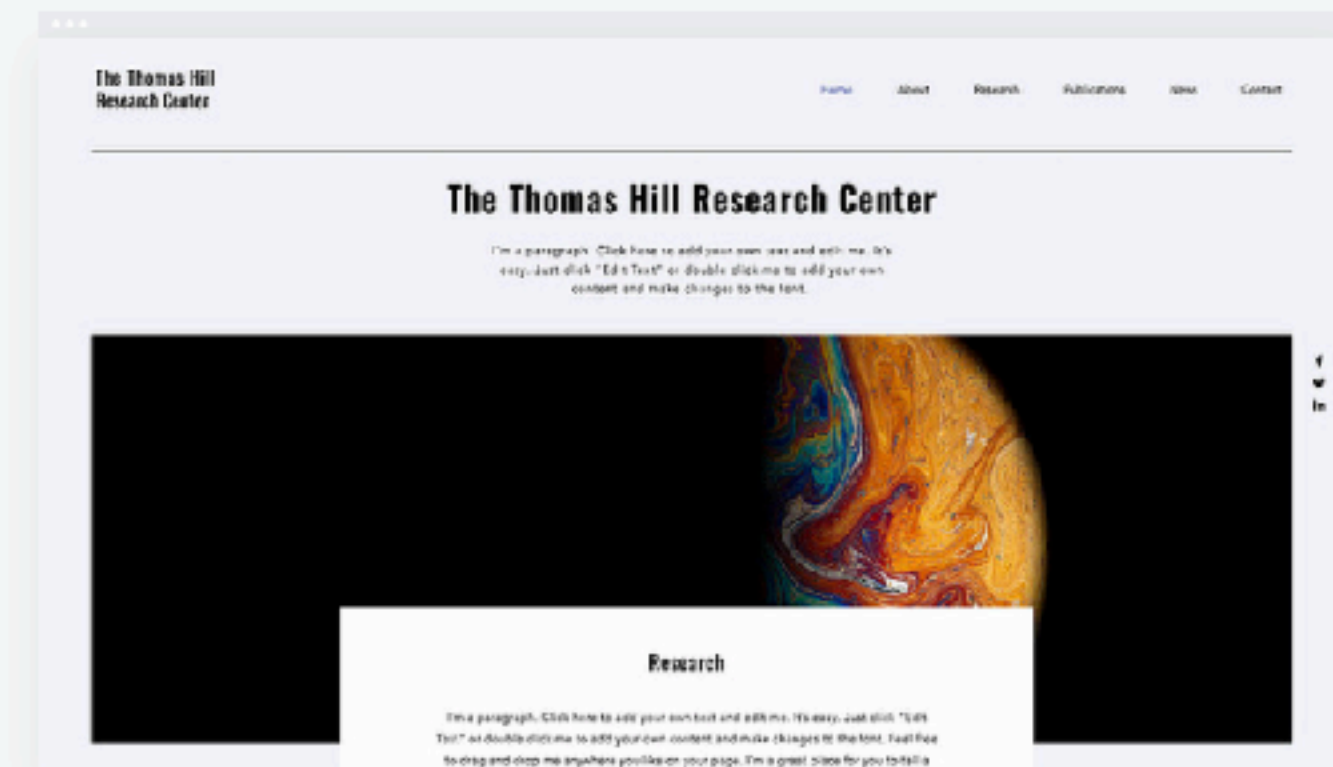 The Thomas Hill
Research Center
Home About Research Publications News Contact
The Thomas Hill Research Center
I'm a paragraph. Click here to add your own text and edit me. It's
easy. Just click "Edit Text" or double click me to add your own
content and make changes to the font.
f
in
Research
I'm a paragraph. Click here to add your own text and edit me. It's easy. Just click "Edit
Text" or double click me to add your own content and make changes to the font. Feel free
to drag and drop me anywhere you like on your page. I'm a great place for you to tell a